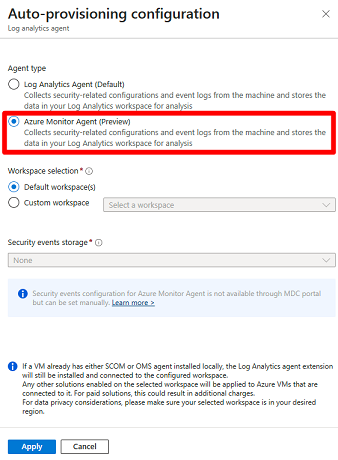 Auto-provisioning configuration
Log analytics agent
Agent type
Log Analytics Agent (Default)
Collects security-related configurations and event logs from the machine and stores the
data in your Log Analytics workspace for analysis
Azure Monitor Agent (Preview)
Collects security-related configurations and event logs from the machine and stores the
data in your Log Analytics workspace for analysis
Workspace selection *
Default workspace(s)
Custom workspace
Select a workspace
Security events storage *
None
Security events configuration for Azure Monitor Agent is not available through MDC portal
but can be set manually. Learn more >
If a VM already has either SCOM or OMS agent installed locally, the Log Analytics agent extension
will still be installed and connected to the configured workspace.
Any other solutions enabled on the selected workspace will be applied to Azure VMs that are
connected to it. For paid solutions, this could result in additional charges.
For data privacy considerations, please make sure your selected workspace is in your desired
region.
Apply
Cancel